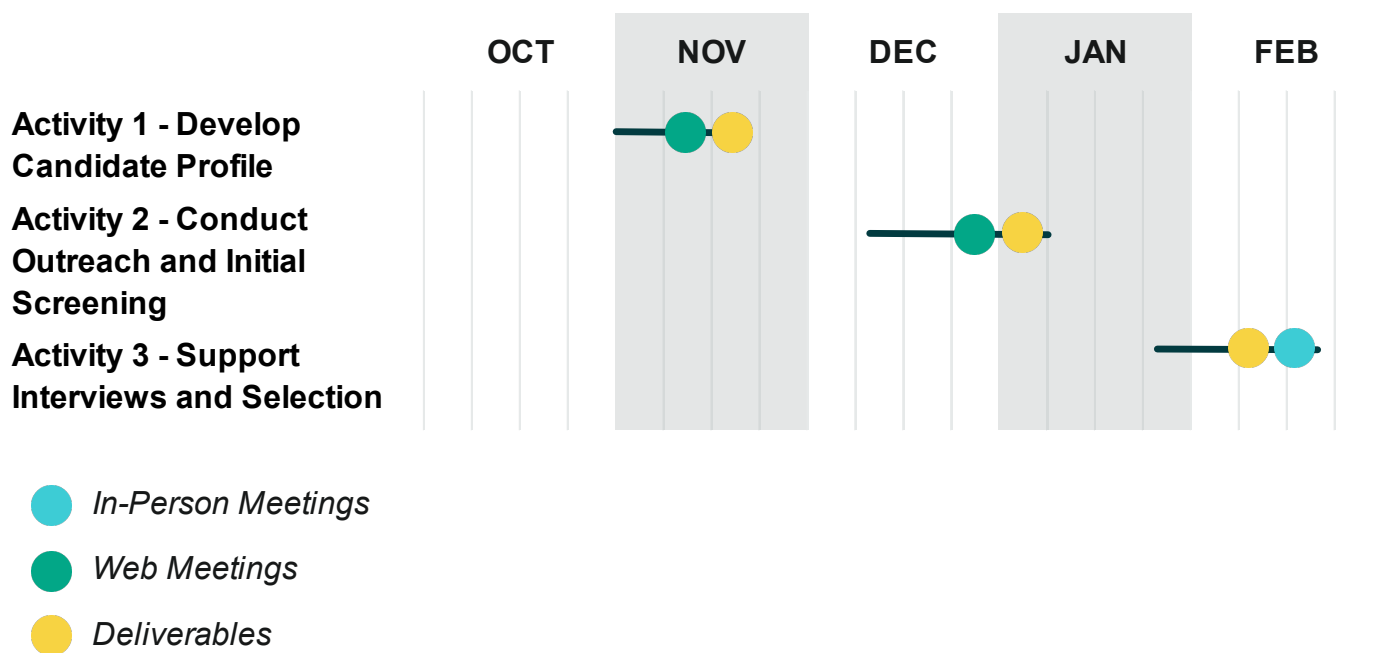 OCT NOV DEC JAN FEB
Activity 1 - Develop
Candidate Profile
Activity 2 - Conduct
Outreach and Initial
Screening
Activity 3 - Support
Interviews and Selection
In-Person Meetings
Web Meetings
Deliverables